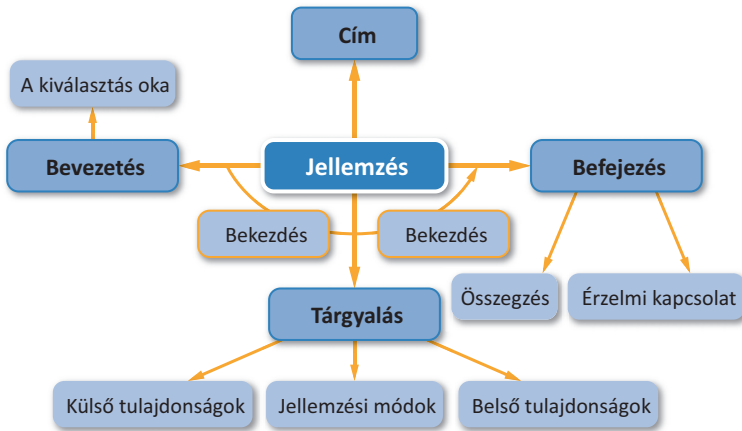 Cím
A kiválasztás oka
Bevezetés
Jellemzés
Befejezés
Bekezdés
Bekezdés
Összegzés
Érzelmi kapcsolat
Tárgyalás
Külső tulajdonságok
Jellemzési módok
Belső tulajdonságok